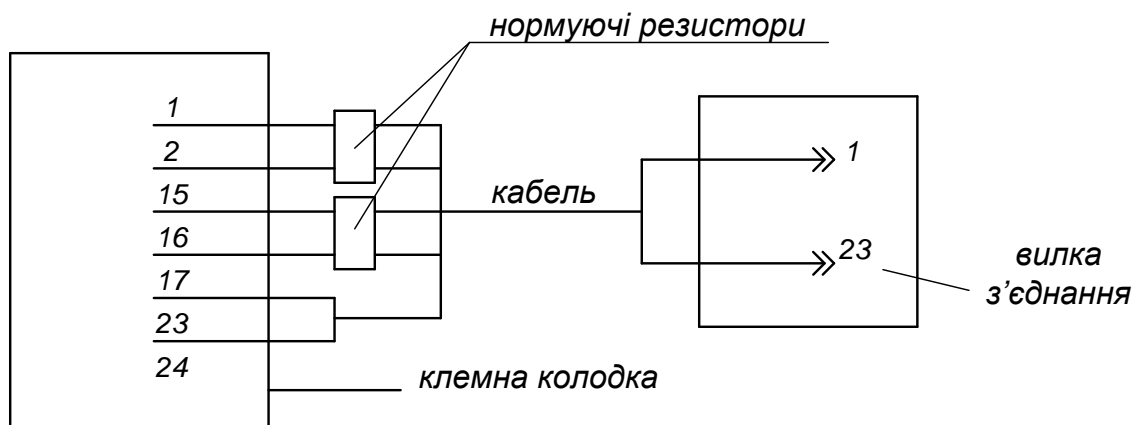 нормуючі резистори
1
2
15
16
17
23
24
кабель
клемна колодка
1
23
вилка
з’єднання